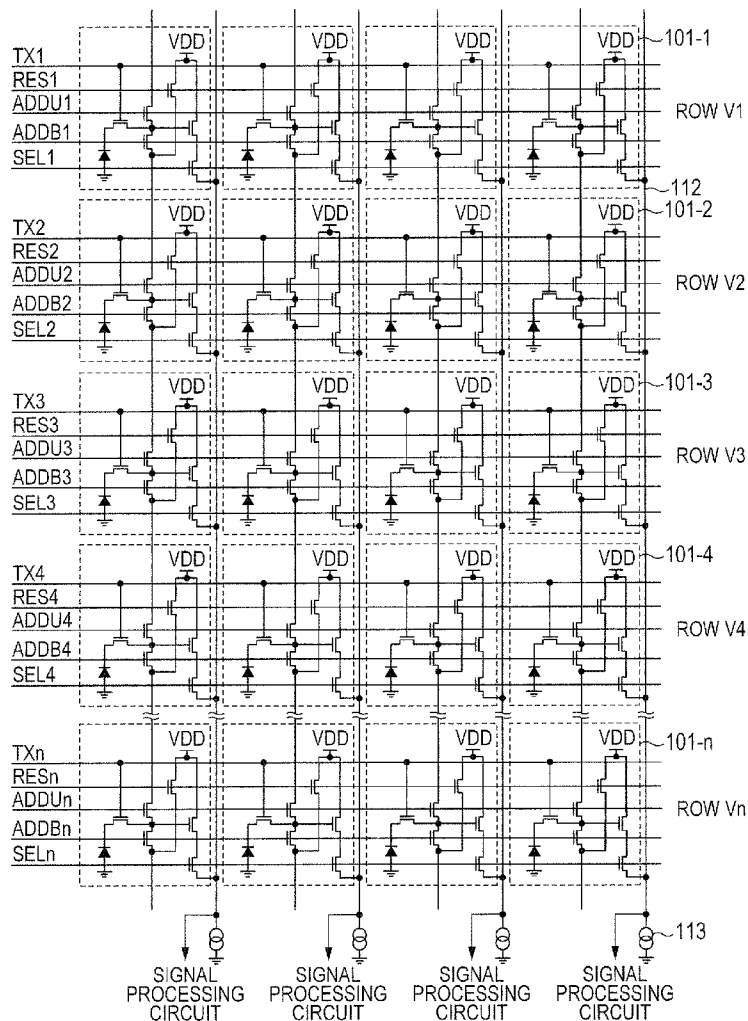 VDD VDD VDD VDD 101-1
TX1
RES1
ADDU1 ROW V1
ADDB1
SEL1
112
VDD VDD VDD VDD 101-2
TX2
RES2
ADDU2 ROW V2
ADDB2
SEL2
VDD VDD VDD VDD 101-3
TX3
RES3
ADDU3 ROW V3
ADDB3
SEL3
VDD VDD VDD VDD 101-4
TX4
RES4
ADDU4 ROW V4
ADDB4
SEL4
VDD VDD VDD VDD 101-n
TXn
RESn
ADDUn ROW Vn
ADDBn
SELn
113
SIGNAL SIGNAL SIGNAL SIGNAL
PROCESSING PROCESSING PROCESSING PROCESSING
CIRCUIT CIRCUIT CIRCUIT CIRCUIT